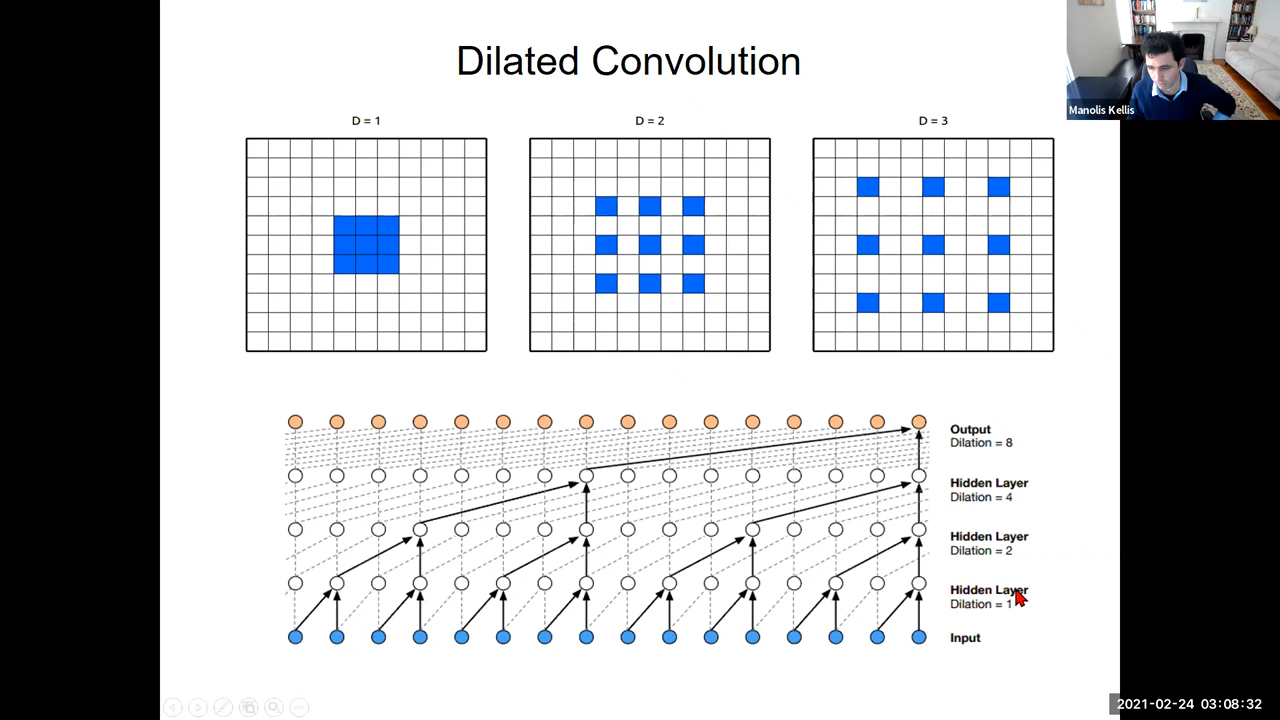 Dilated Convolution
Manolis Kellis
D = 1
D = 2
D = 3
Output
Dilation = 8
Hidden Layer
Dilation = 4
Hidden Layer
Dilation = 2
Hidden Layer
Dilation = 1
Input
2021-02-24 03:08:32